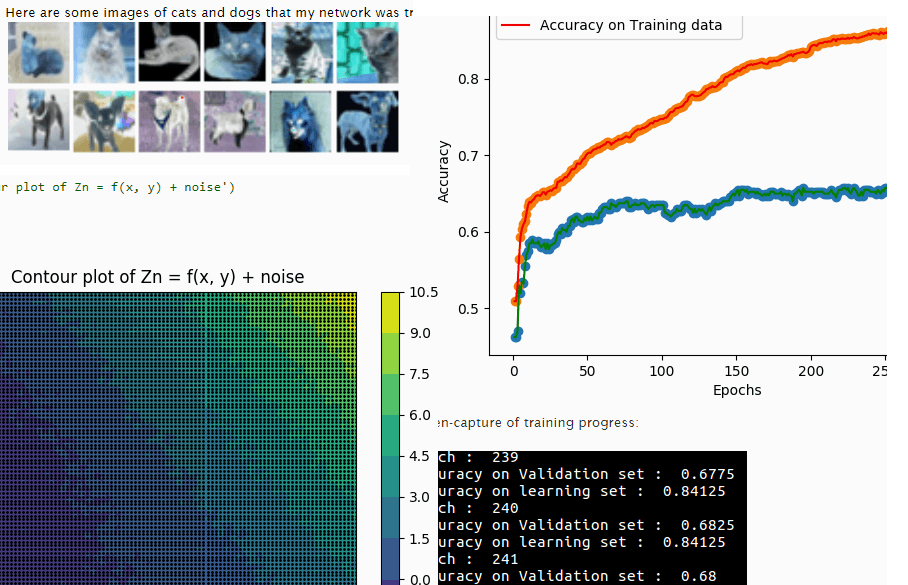 Here are some images of cats and dogs that my network was
plot of Zn = f(x, y) + noise')
Contour plot of Zn = f(x, y) + noise
10.5
9.0
7.5
6.0
4.5
3.0
1.5
0.0
Accuracy on Training data
Accuracy
0.8
0.7
0.6
0.5
0
50
100
150
200
25
Epochs
en-capture of training progress:
ch : 239
uracy on Validation set : 0.6775
uracy on learning set : 0.84125
ch : 240
uracy on Validation set : 0.6825
uracy on learning set : 0.84125
ch : 241
uracy on Validation set : 0.68